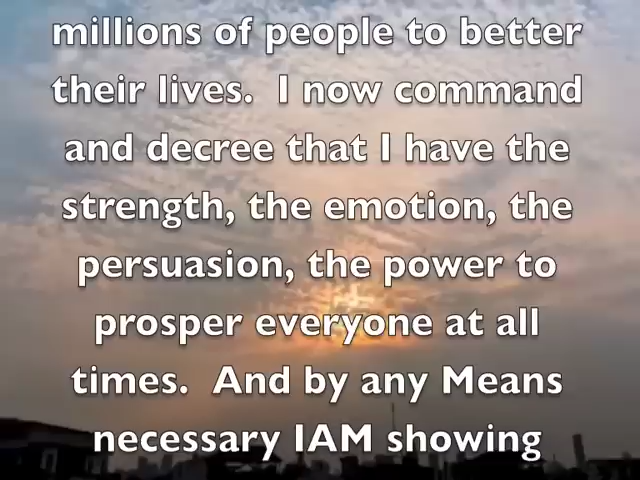 millions of people to better
their lives.  I now command
and decree that I have the
strength, the emotion, the
persuasion, the power to
prosper everyone at all
times.  And by any Means
necessary IAM showing